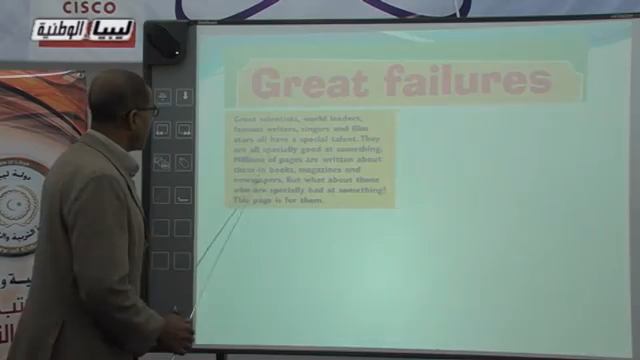 CISCO
ليبيا الوطنية
Great failures
Great scientists, world leaders,
famous writers, singers and film
stars all have a special talent. They
are all specially good at something.
Millions of pages are written about
these in books, magazines and
newspapers. But what about those
who are specially bad at something?
This page is for them.